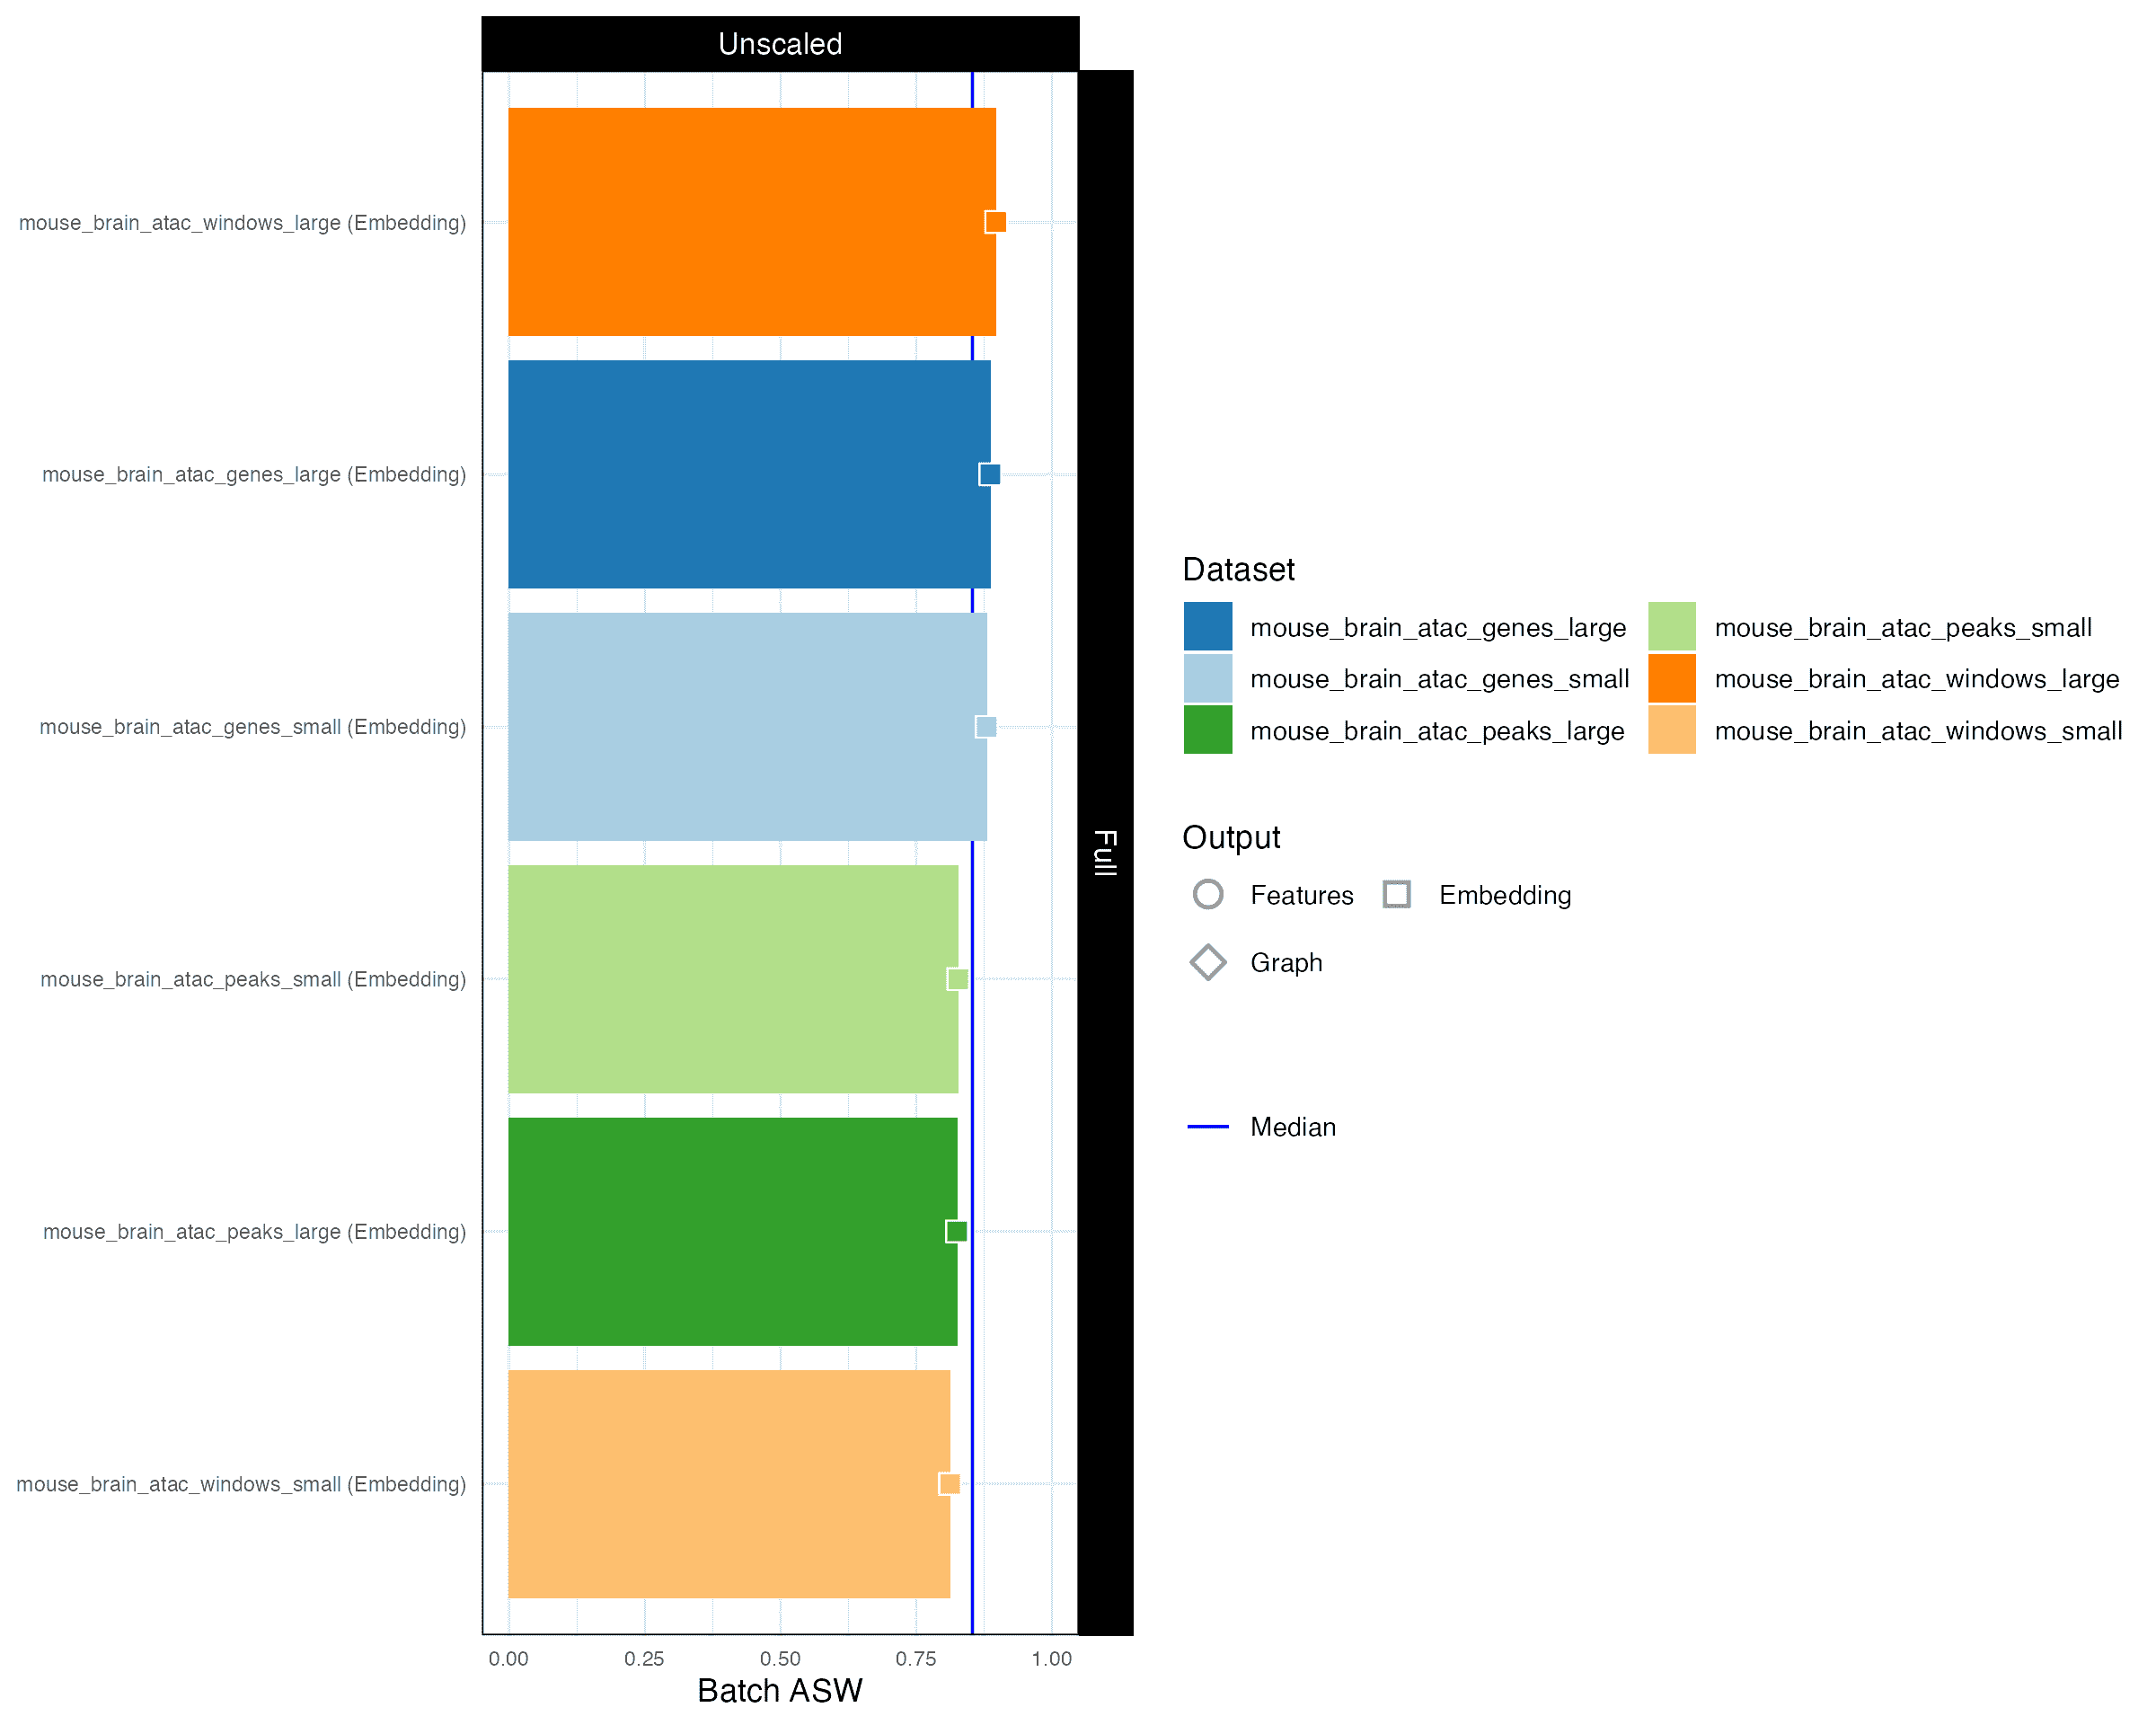 Unscaled
mouse_brain_atac_windows_large (Embedding)
mouse_brain_atac_genes_large (Embedding)
mouse_brain_atac_genes_small (Embedding)
mouse_brain_atac_peaks_small (Embedding)
mouse_brain_atac_peaks_large (Embedding)
mouse_brain_atac_windows_small (Embedding)
0.00 0.25 0.50 0.75 1.00
Batch ASW
Full
Dataset
mouse_brain_atac_genes_large mouse_brain_atac_peaks_small
mouse_brain_atac_genes_small mouse_brain_atac_windows_large
mouse_brain_atac_peaks_large mouse_brain_atac_windows_small
Output
Features Embedding
Graph
Median